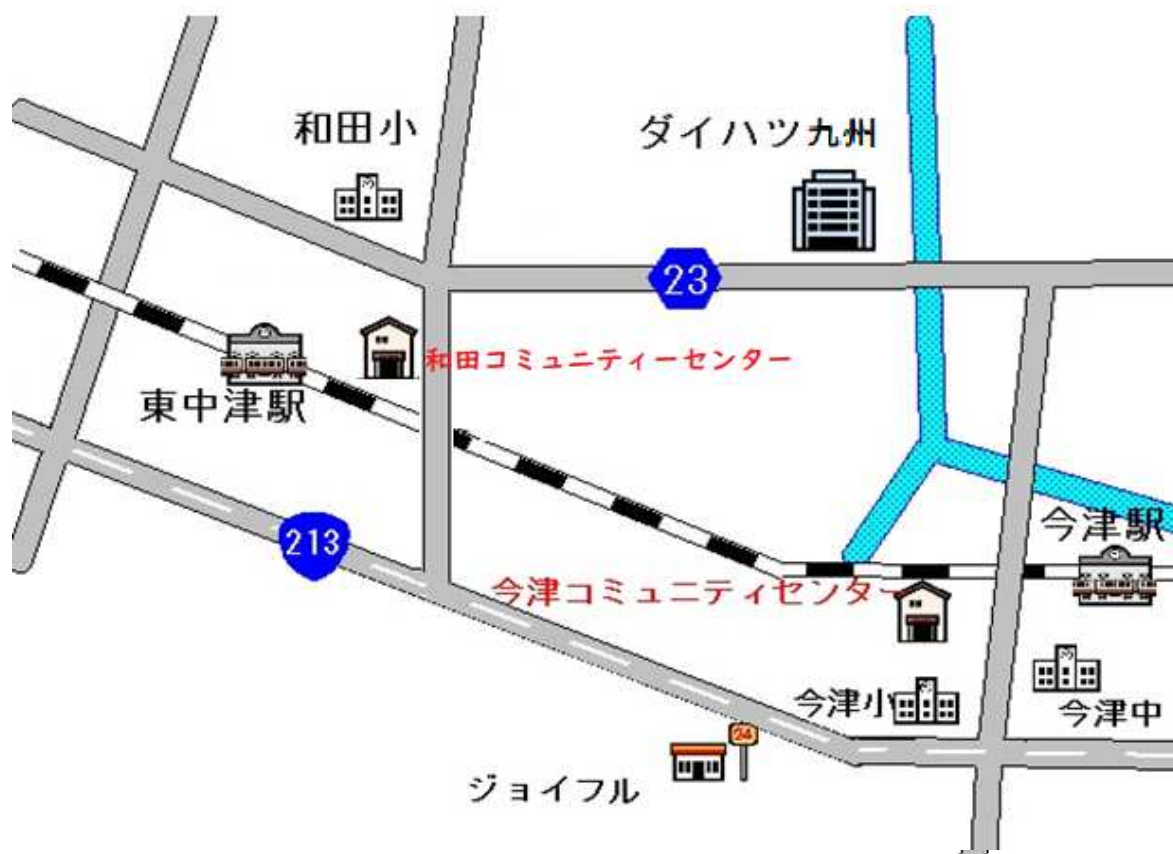 和田小
ダイハツ九州
23
和田コミュニティーセンター
東中津駅
213
今津駅
今津コミュニティセンター
今津小
今津中
24
ジョイフル